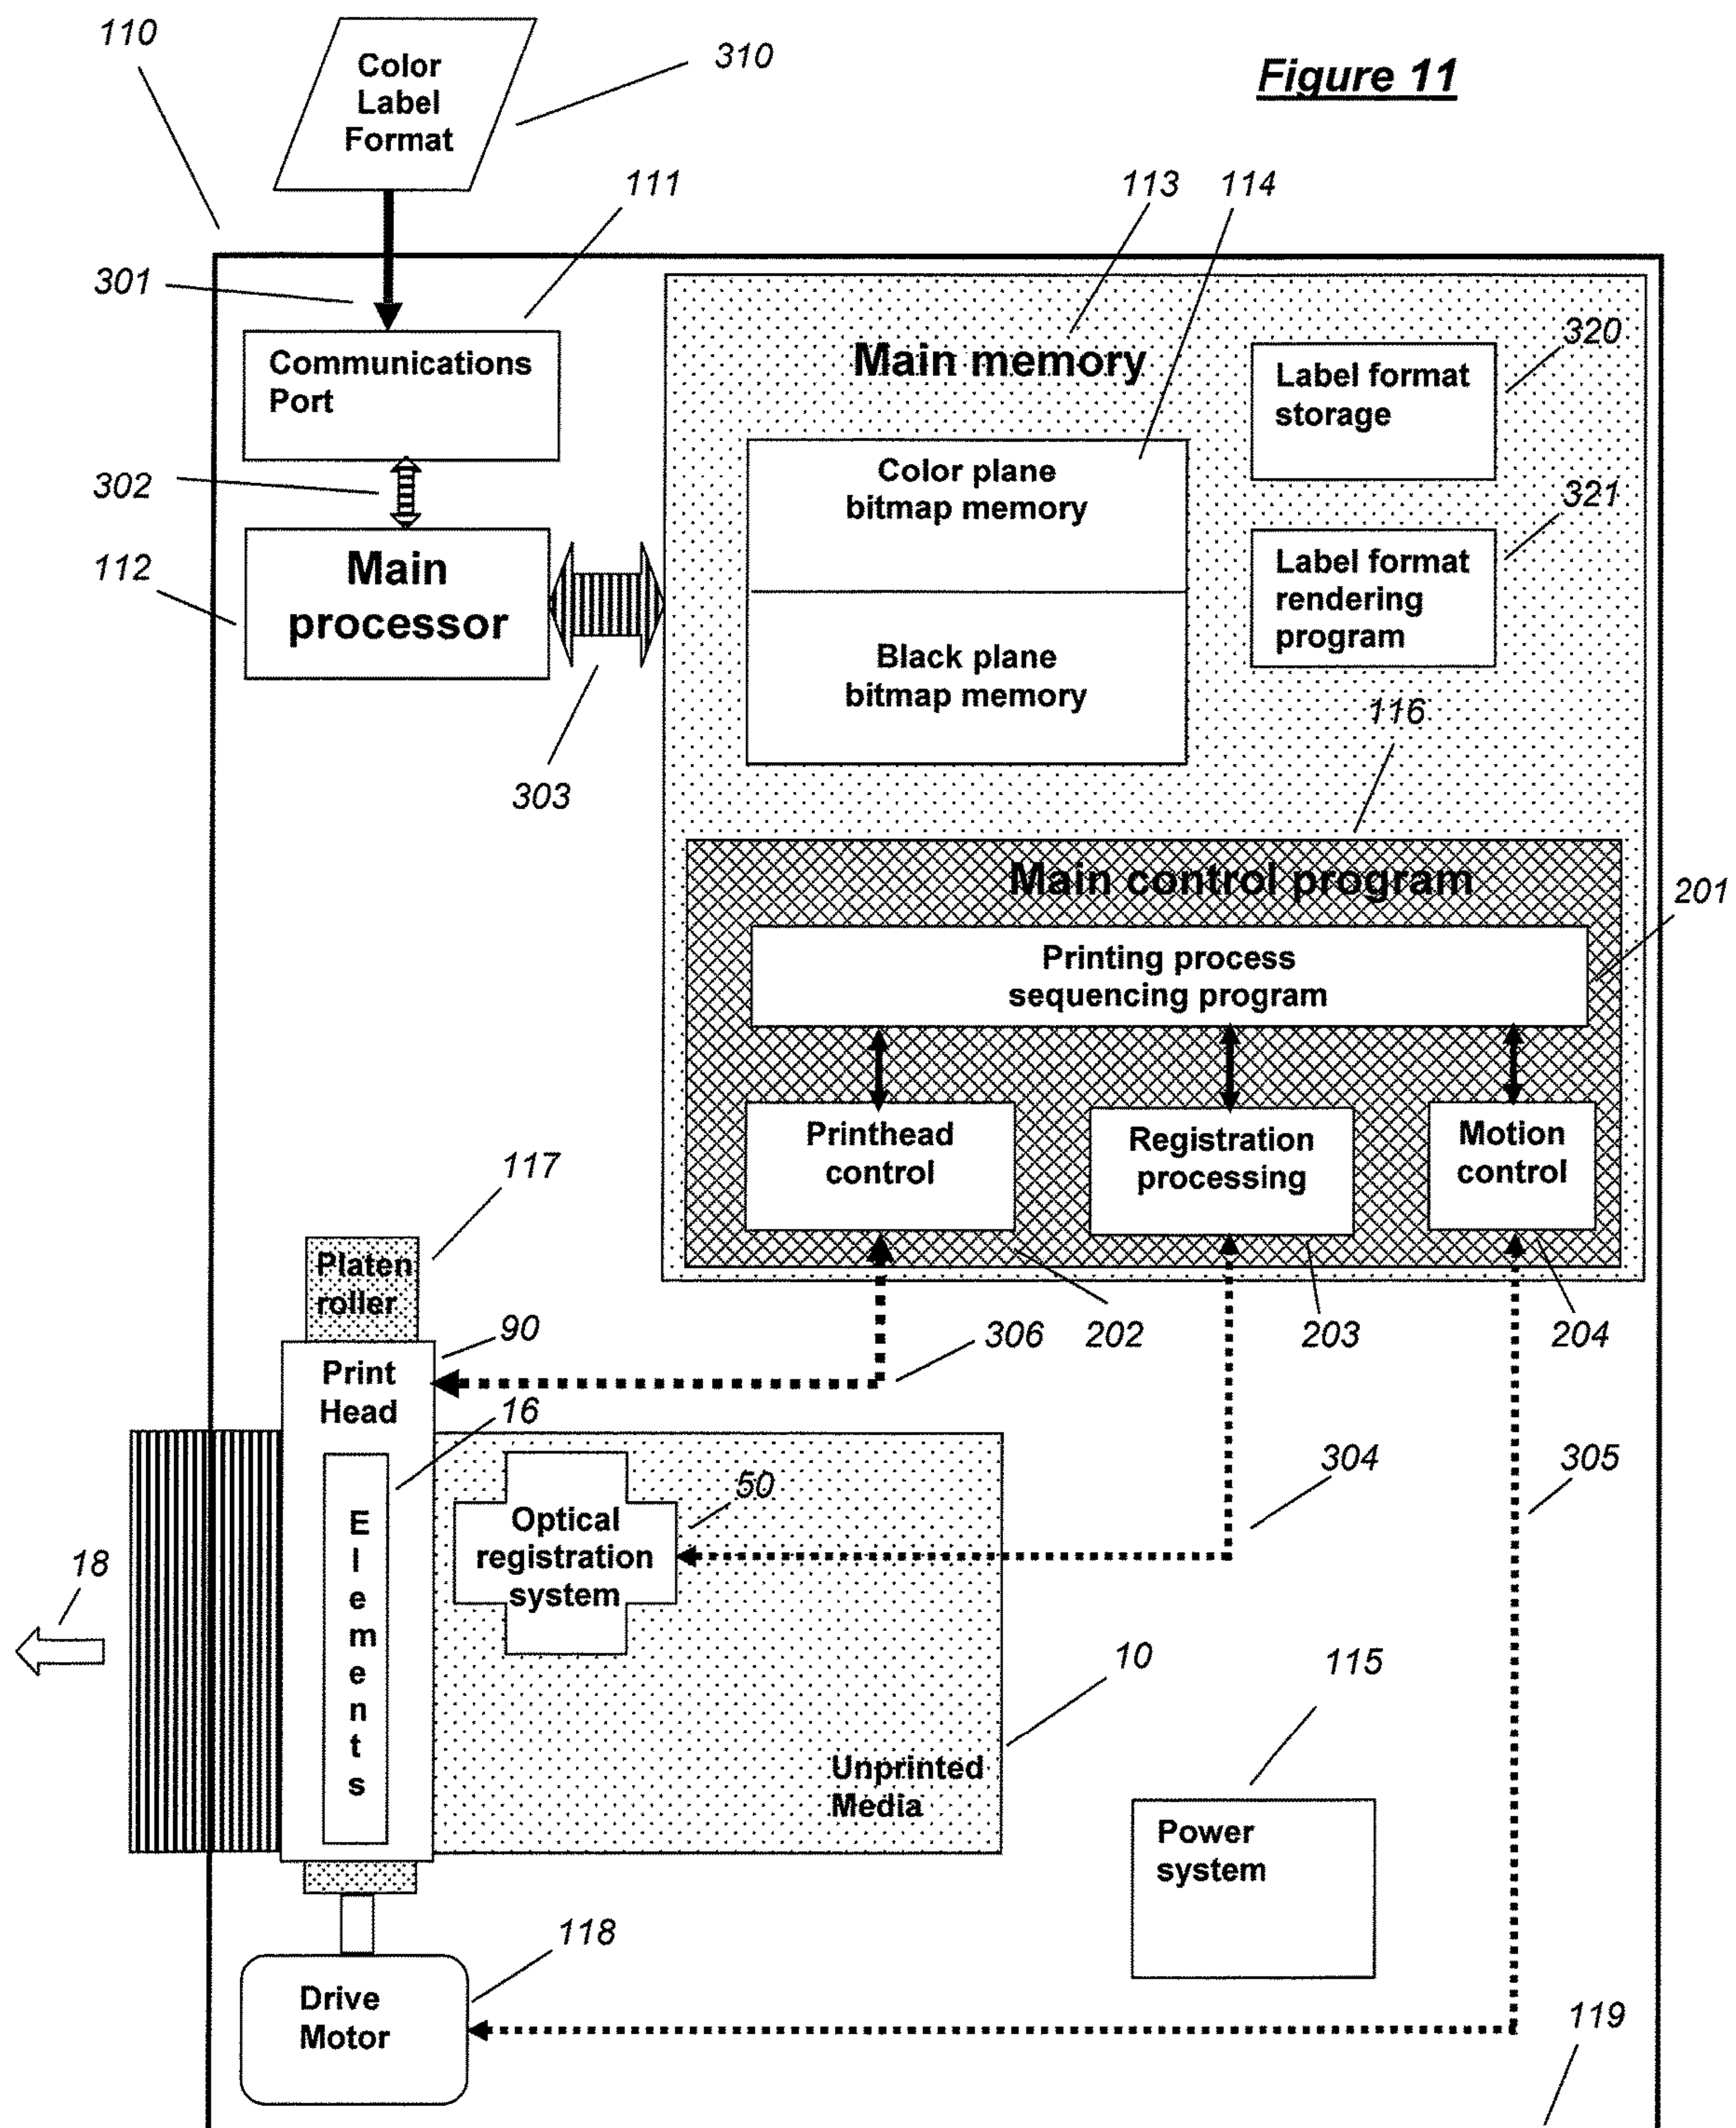 110
Color
Label
Format
310
Figure 11
111
113
114
301
Communications
Port
Main memory
320
Label format
storage
302
Color plane
bitmap memory
321
Label format
rendering
program
112
Main
processor
Black plane
bitmap memory
303
116
Main control program
201
Printing process
sequencing program
Printhead
control
Registration
processing
Motion
control
117
Platen
roller
90
306
202
203
204
Print
Head
16
Elements
50
304
305
Optical
registration
system
18
10
115
Unprinted
Media
Power
system
118
Drive
Motor
119